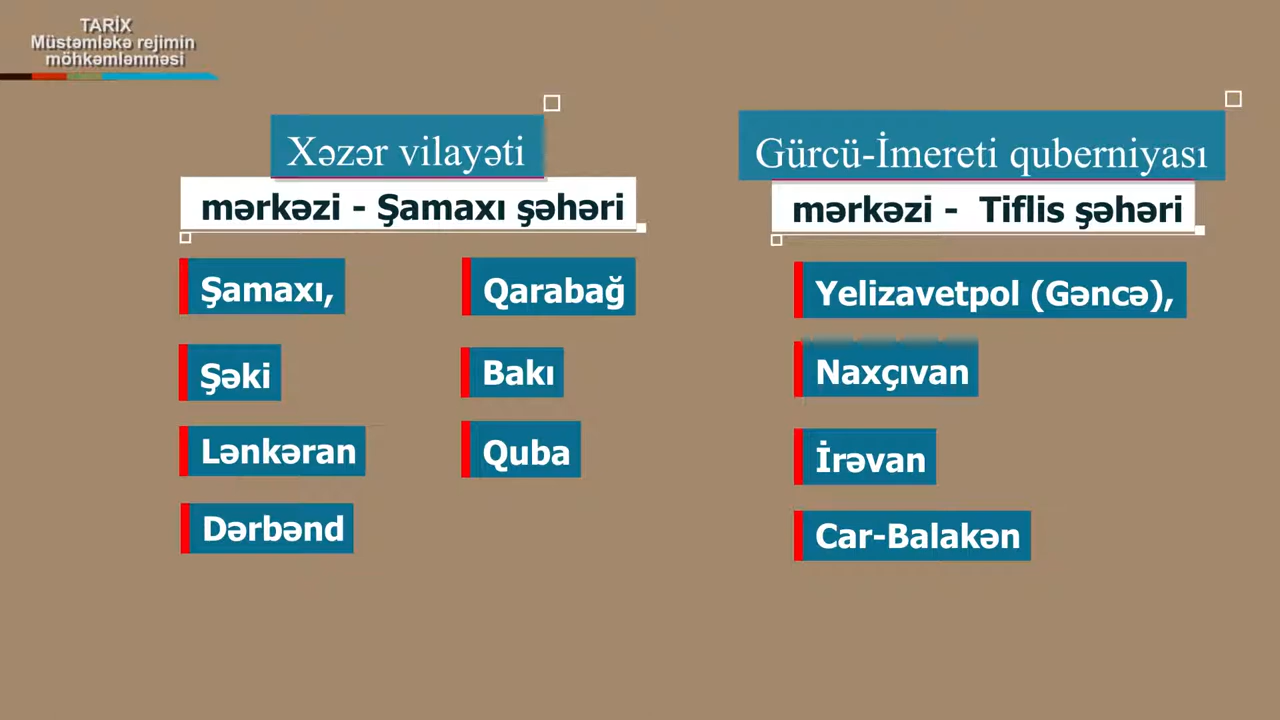 TARİX
Müstəmləkə rejimin
möhkəmlənməsi
Xəzər vilayəti
mərkəzi - Şamaxı şəhəri
Şamaxı,
Şəki
Lənkəran
Dərbənd
Qarabağ
Bakı
Quba
Gürcü-İmereti quberniyası
mərkəzi - Tiflis şəhəri
Yelizavetpol (Gəncə),
Naxçıvan
İrəvan
Car-Balakən